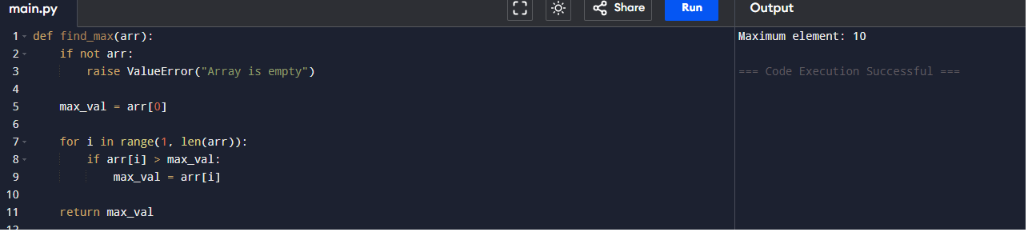 main.py Share Run Output
1 def find_max(arr): Maximum element: 10
2 if not arr:
3 raise ValueError("Array is empty") === Code Execution Successful ===
4
5 max_val = arr[0]
6
7 for i in range(1, len(arr)):
8 if arr[i] > max_val:
9 max_val = arr[i]
10
11 return max_val
12